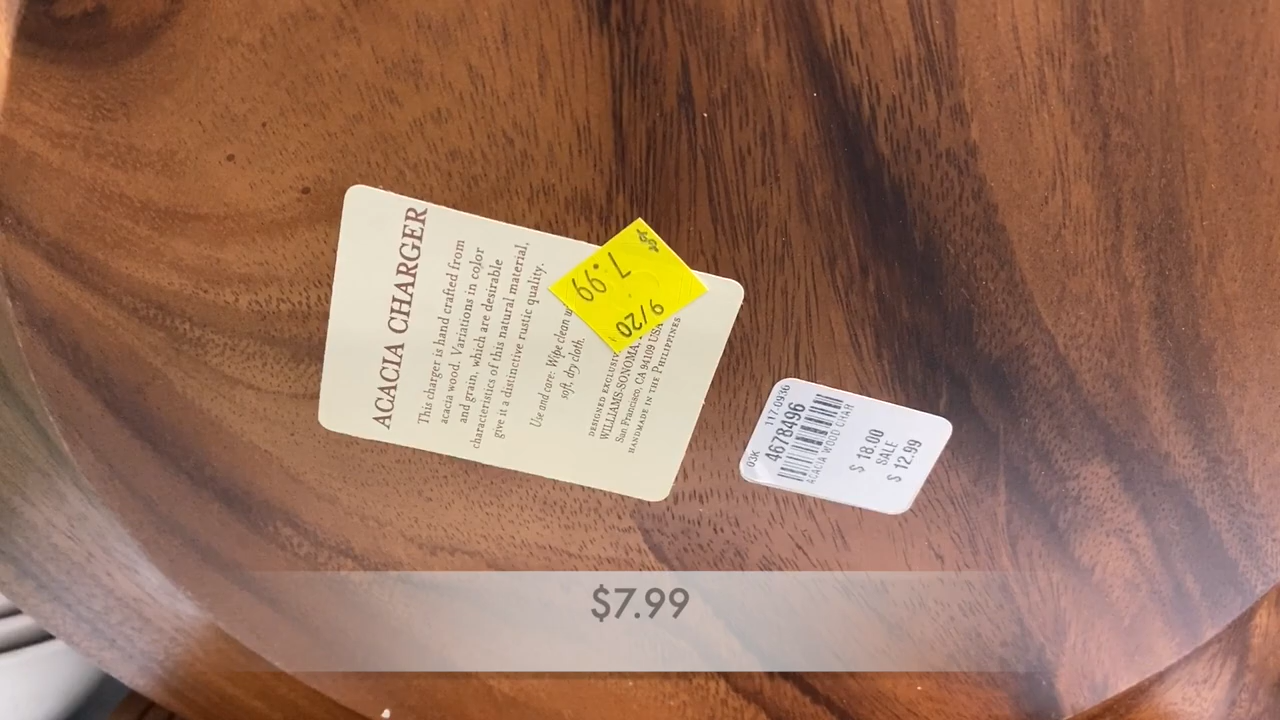 ACACIA CHARGER
This charger is hand crafted from
acacia wood. Variations in color
and grain, which are desirable
characteristics of this natural material,
give it a distinctive rustic quality.
Use and care: Wipe clean
soft, dry cloth.
DESIGNED
WILLIAMS-SONOMA
San Francisco, CA 94109 USA
HANDMADE IN THE PHILIPPINES
7.99
9/20
03K 117-0930
4678496
ACACIA WOOD CHAR
$ 18.00
SALE
$ 12.99
$7.99